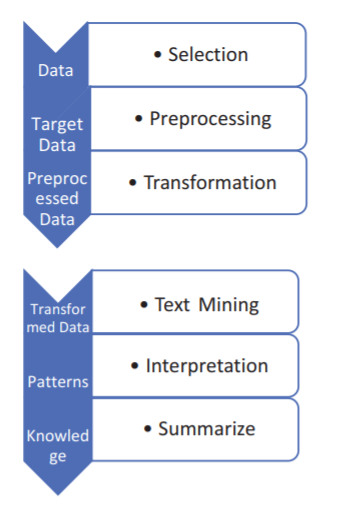 Data
• Selection
Target
Data
• Preprocessing
Preproc
essed
Data
• Transformation
Transfor
med Data
• Text Mining
Patterns
• Interpretation
Knowled
ge
• Summarize